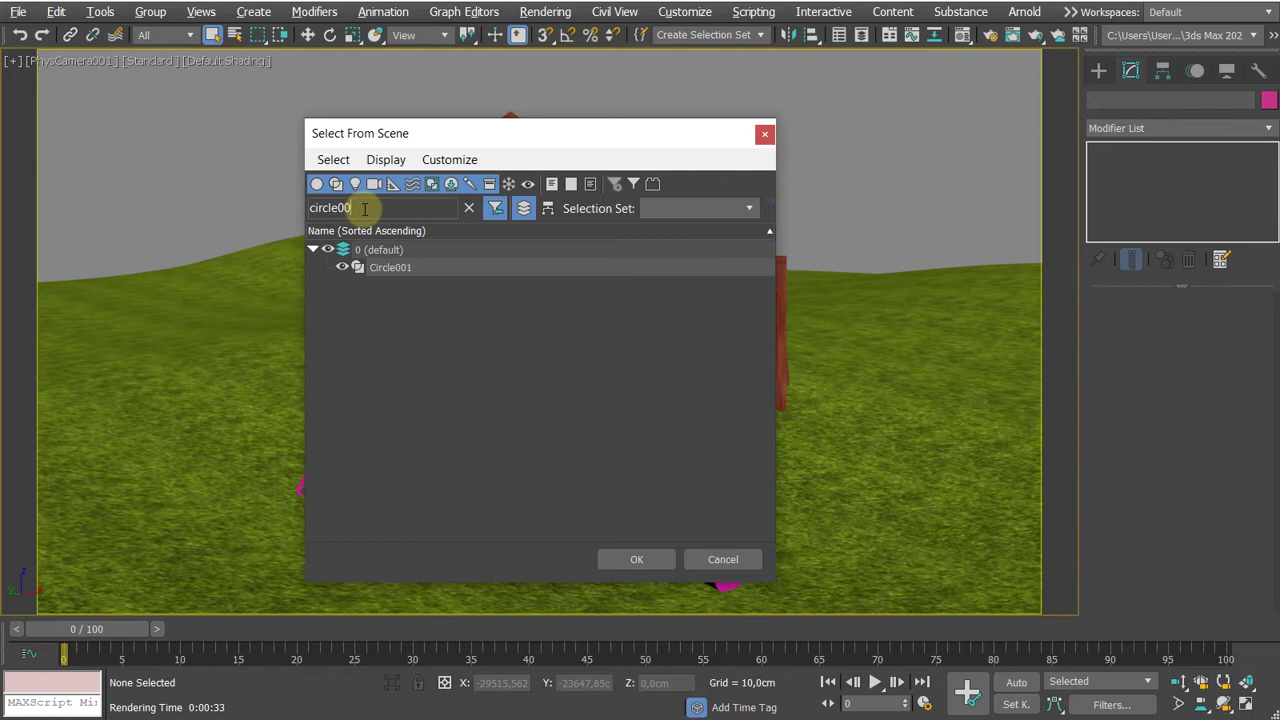 File Edit Tools Group Views Create Modifiers Animation Graph Editors Rendering Civil View Customize Scripting Interactive Content Substance Arnold Workspaces: Default
All View Create Selection Set C:\Users\User...\3ds Max 202
[+] [PhysCamera001] [Standard] [Default Shading]
Modifier List
Select From Scene
Select Display Customize
circle00 Selection Set:
Name (Sorted Ascending)
0 (default)
Circle001
OK Cancel
z
y x
0 / 100
0 5 10 15 20 25 30 35 40 45 50 55 60 65 70 75 80 85 90 95 100
None Selected X: -29515,562 Y: -23647,85c Z: 0,0cm Grid = 10,0cm Auto Selected
MAXScript Mi Rendering Time 0:00:33 Add Time Tag 0 Set K. Filters...